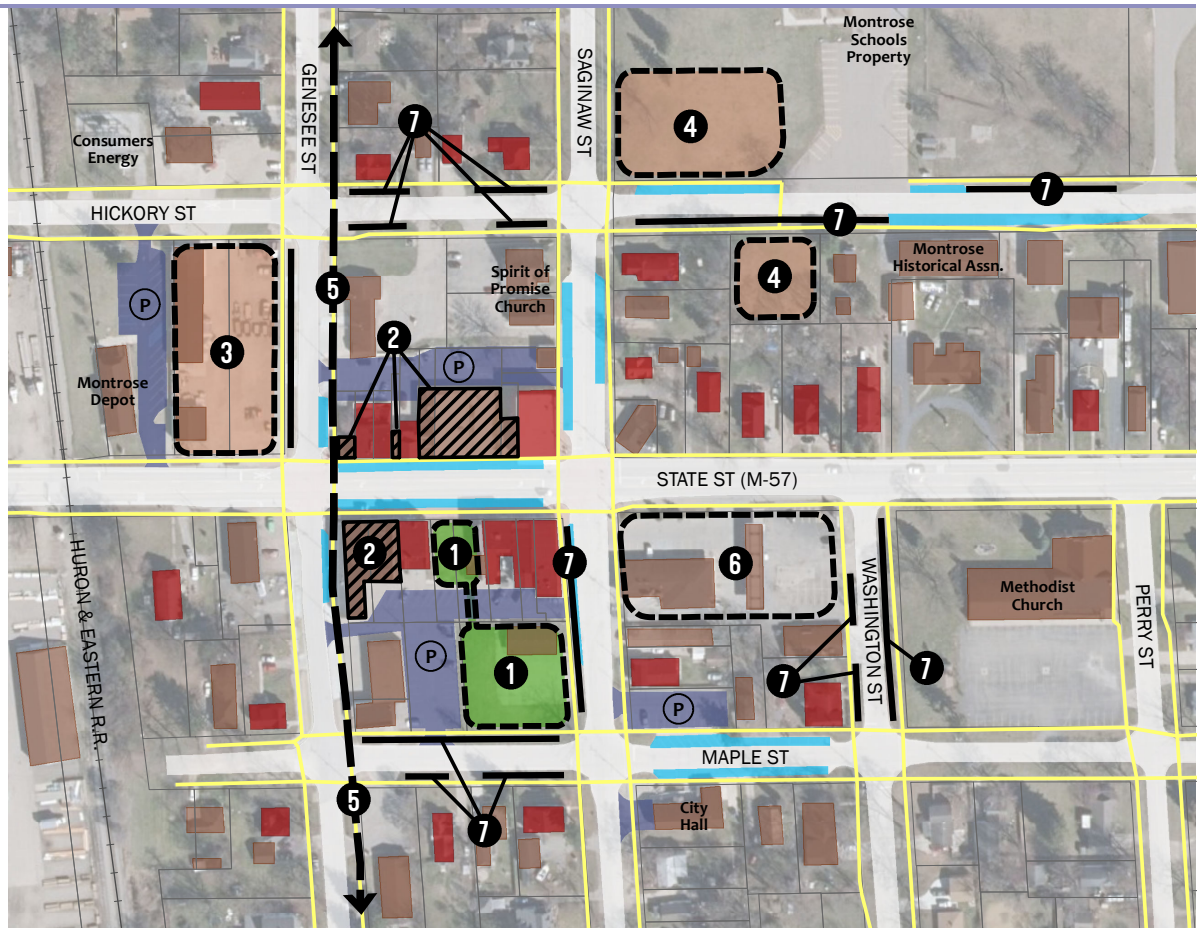 Montrose
Schools
Property
GENESEE ST
SAGINAW ST
7
4
Consumers
Energy
7
HICKORY ST
7
Montrose
Historical Assn.
Spirit of
Promise
Church
4
5
P
2
3
P
Montrose
Depot
STATE ST (M-57)
HURON & EASTERN R.R.
2
1
7
6
WASHINGTON ST
Methodist
Church
PERRY ST
P
1
7
7
P
MAPLE ST
5
City
Hall
7